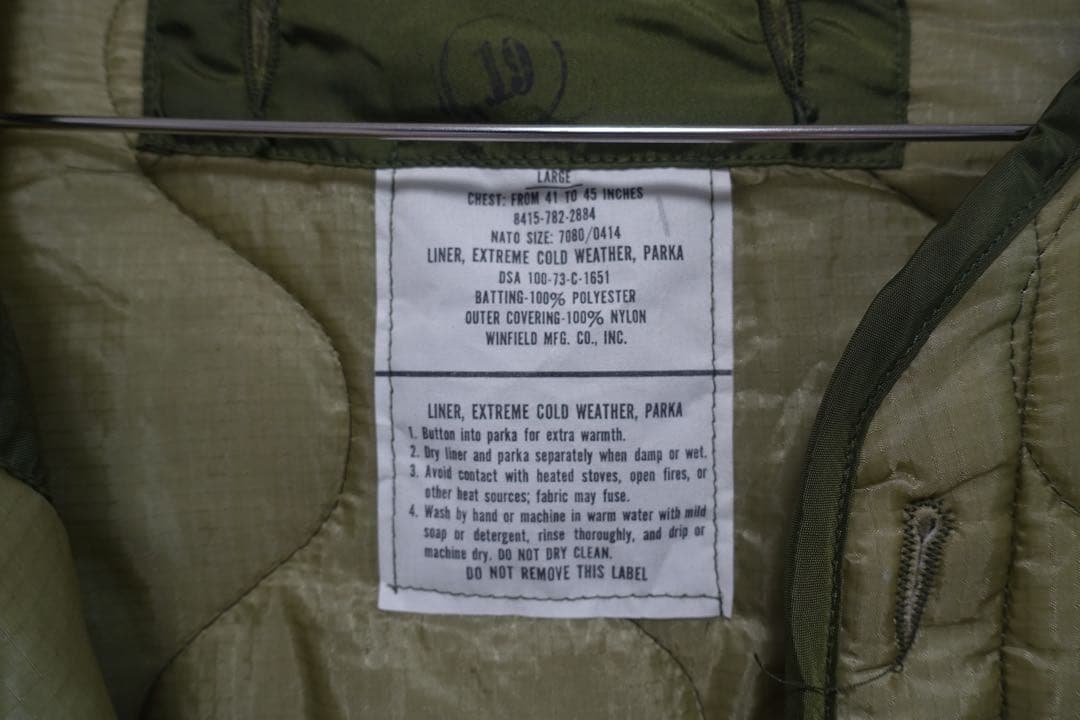 19
LARGE
CHEST: FROM 41 TO 45 INCHES
8415-782-2884
NATO SIZE: 7080/0414
LINER, EXTREME COLD WEATHER, PARKA
DSA 100-73-C-1651
BATTING-100% POLYESTER
OUTER COVERING-100% NYLON
WINFIELD MFG. CO., INC.
LINER, EXTREME COLD WEATHER, PARKA
1. Button into parka for extra warmth.
2. Dry liner and parka separately when damp or wet.
3. Avoid contact with heated stoves, open fires, or
other heat sources; fabric may fuse.
4. Wash by hand or machine in warm water with mild
soap or detergent, rinse thoroughly, and drip or
machine dry. DO NOT DRY CLEAN.
DO NOT REMOVE THIS LABEL